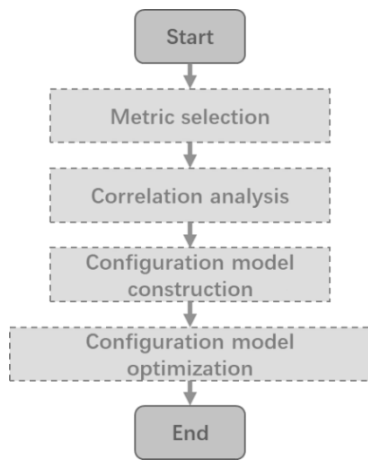 Start
Metric selection
Correlation analysis
Configuration model
construction
Configuration model
optimization
End